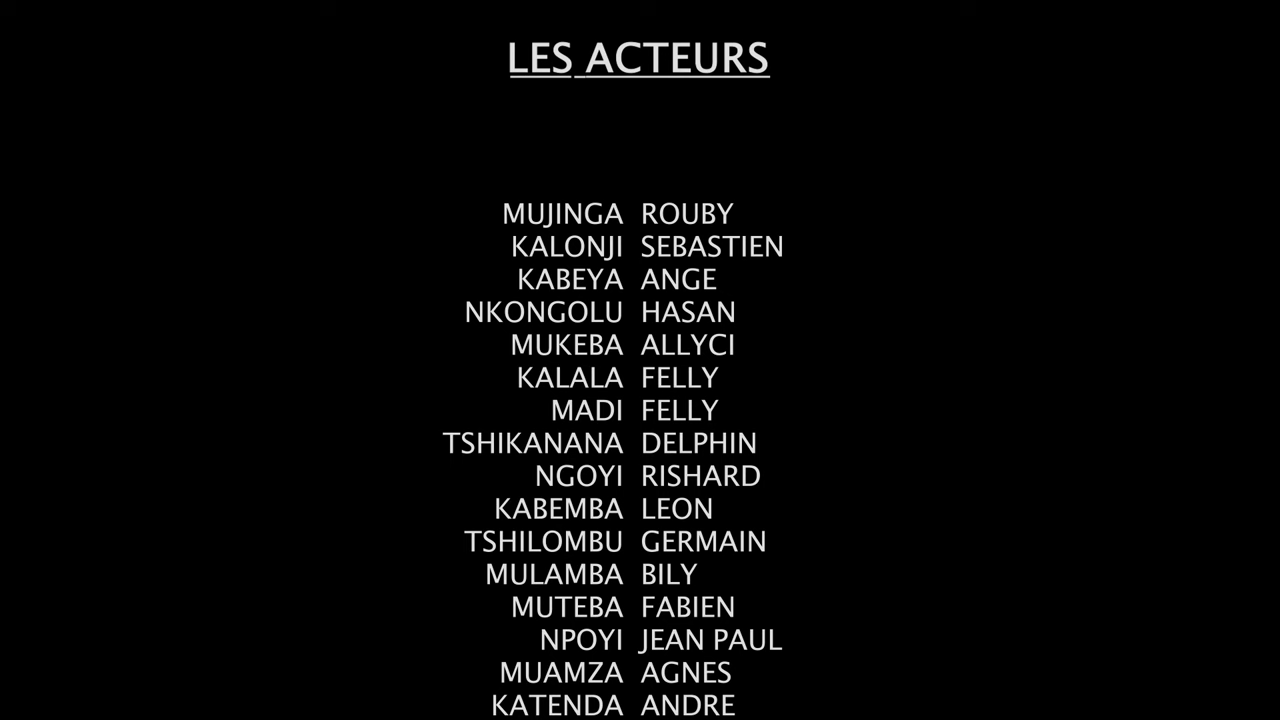 LES ACTEURS
MUJINGA ROUBY
KALONJI SEBASTIEN
KABEYA ANGE
NKONGOLU HASAN
MUKEBA ALLYCI
KALALA FELLY
MADI FELLY
TSHIKANANA DELPHIN
NGOYI RISHARD
KABEMBA LEON
TSHILOMBU GERMAIN
MULAMBA BILY
MUTEBA FABIEN
NPOYI JEAN PAUL
MUAMZA AGNES
KATENDA ANDRE